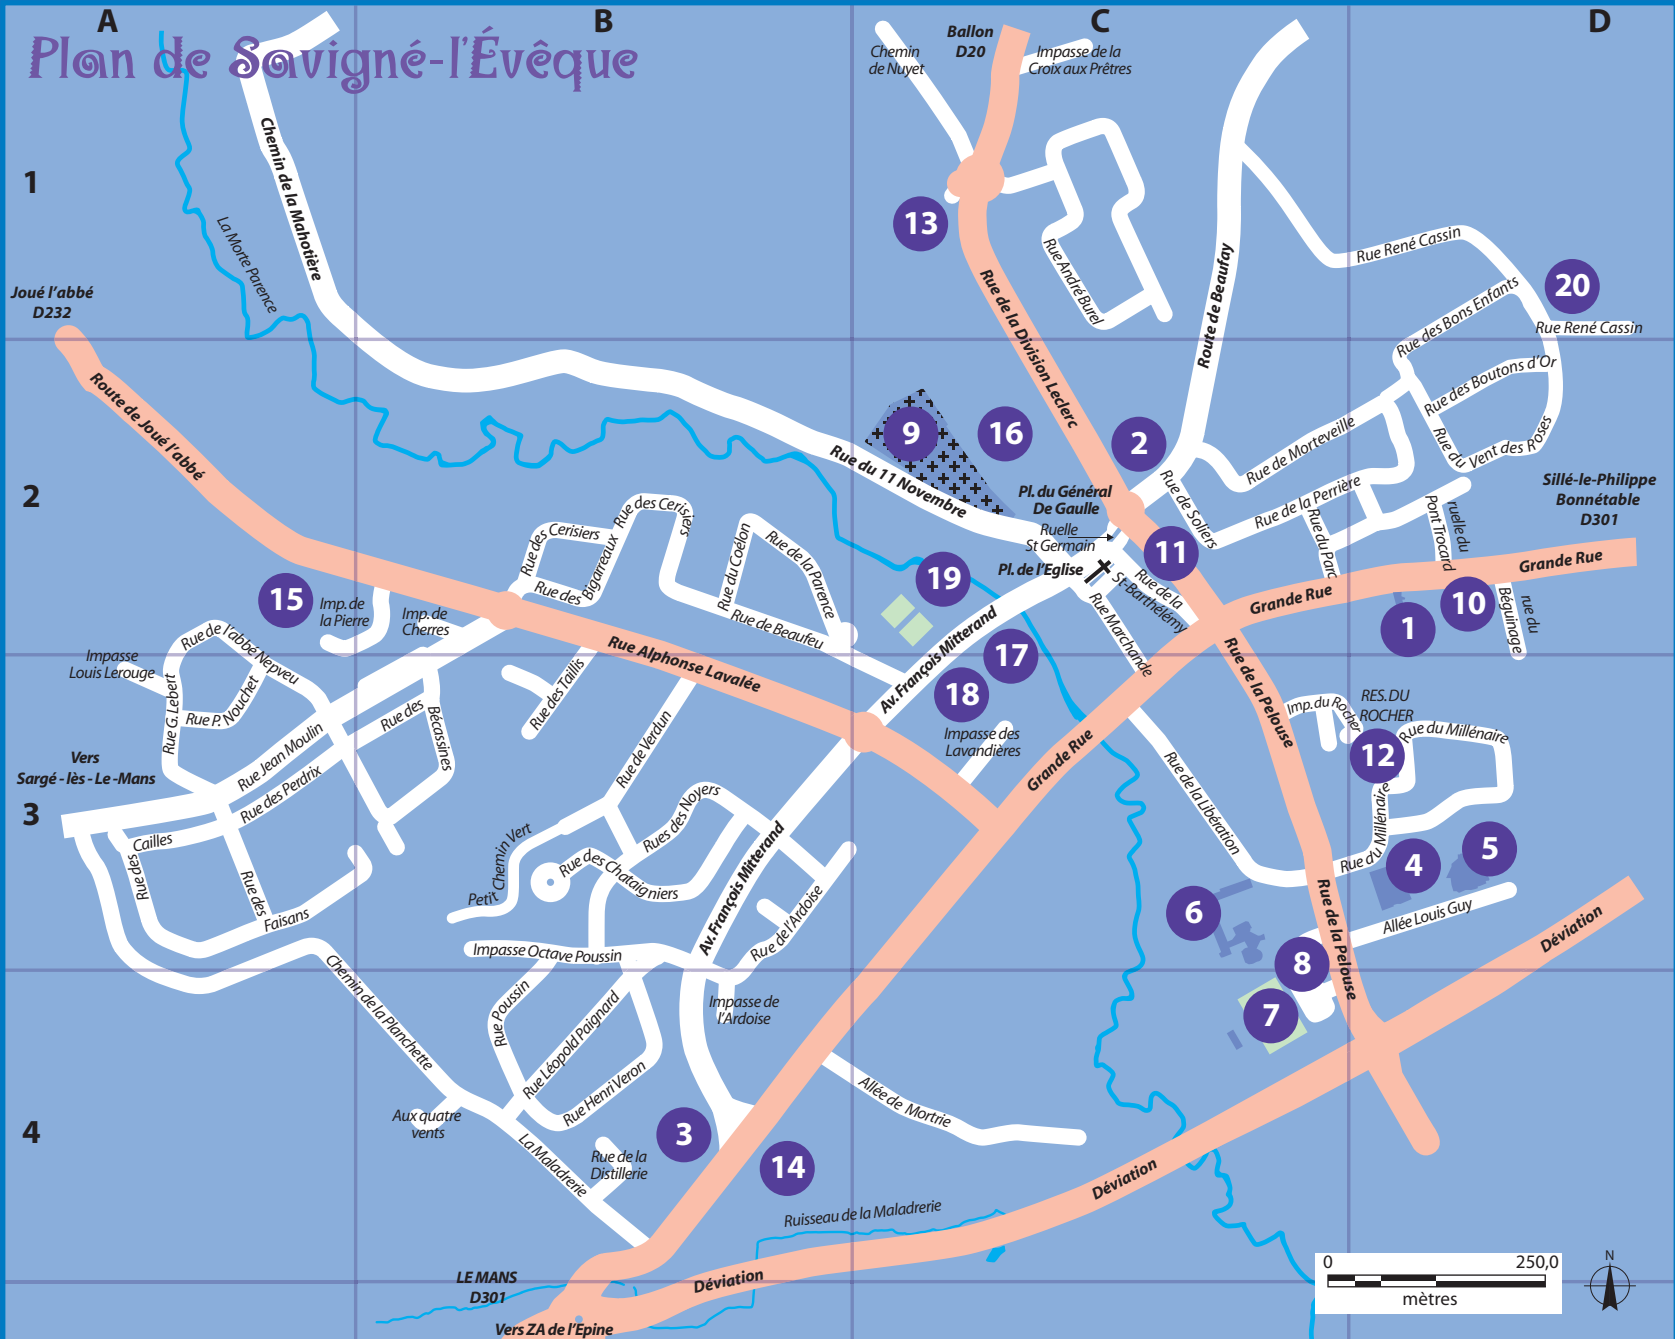 A
B
C
D
Plan de Savigné-l'Évêque
1
2
3
4
Chemin
de Nuyet
Ballon
D20
Impasse de la
Croix aux Prêtres
Chemin de la Mahotière
La Morte Parence
Joué l'abbé
D232
Route de Joué l'abbé
13
Rue André Burel
Rue de la Division Leclerc
Route de Beaufay
Rue René Cassin
20
Rue René Cassin
Rue des Bons Enfants
Rue des Boutons d'Or
Rue du
Vent des Roses
Rue de Morteveille
Rue de la Perrière
Rue du Parc
ruelle du
Pont Trocard
Sillé-le-Philippe
Bonnétable
D301
9
16
2
Rue du 11 Novembre
Pl. du Général
De Gaulle
Ruelle
St Germain
Pl. de l'Eglise
Rue de Soliers
11
Rue de la
St-Barthélémy
Rue Marchande
Grande Rue
Grande Rue
1
10
rue du
Béguinage
15
Imp. de
la Pierre
Imp. de
Cherres
Rue des Cerisiers
Rue des
Bigarreaux
Rue des Cerisiers
Rue du Coëlon
Rue de la Parence
Rue de Beaufeu
19
17
18
Av. François Mitterand
Impasse des
Lavandières
Rue Alphonse Lavalée
Impasse
Louis Lerouge
Rue de l'abbé Nepveu
Rue G. Lebert
Rue P. Nouchet
Rue des Taillis
Rue de Verdun
Rue Jean Moulin
Rue des Perdrix
Rue des
Bécassines
Vers
Sargé-lès-Le-Mans
Cailles
Rue des
Rue des
Faisans
Petit Chemin Vert
Rues des Noyers
Rue des Chataigniers
Av. François Mitterand
Rue de l'Ardoise
Impasse de
l'Ardoise
Impasse Octave Poussin
Rue Poussin
Rue Léopold Paignard
Rue Henri Veron
Grande Rue
Rue de la Pelouse
Rue de la Libération
Imp. du Rocher
RES. DU
ROCHER
12
Rue du Millénaire
Rue du Millénaire
4
5
6
Allée Louis Guy
Rue de la Pelouse
8
7
Déviation
Chemin de la Planchette
Aux quatre
vents
La Maladrerie
Rue de la
Distillerie
3
14
Allée de Mortrie
Déviation
Ruisseau de la Maladrerie
Déviation
LE MANS
D301
Vers ZA de l'Epine
0
250,0
mètres
N